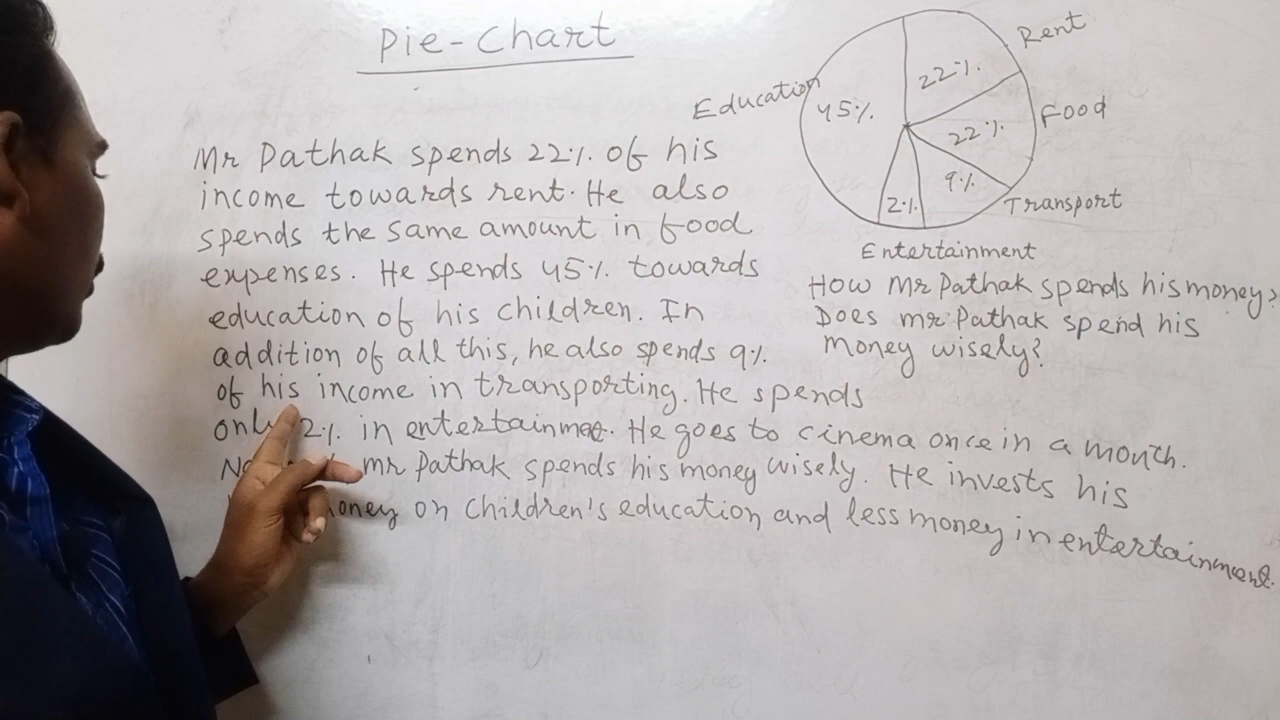 Pie-Chart
Mr Pathak spends 22%. of his
income towards rent. He also
spends the same amount in food
expenses. He spends 45%. towards
education of his children. In
addition of all this, he also spends 9%.
of his income in transporting. He spends
2%. in entertainmet. He goes to cinema once in a month.
Mr Pathak spends his money wisely. He invests his
on children's education and less money in entertainment.
Rent
22%.
Education
45%.
Food
22%.
9%.
Transport
2%.
Entertainment
How Mr Pathak spends his money?
Does mr Pathak spend his
money wisely?